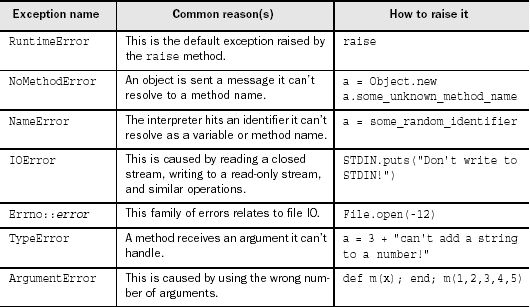 Exception name Common reason(s) How to raise it
RuntimeError This is the default exception raised by raise
the raise method.
NoMethodError An object is sent a message it can't a = Object.new
resolve to a method name. a.some_unknown_method_name
NameError The interpreter hits an identifier it can't a = some_random_identifier
resolve as a variable or method name.
IOError This is caused by reading a closed STDIN.puts("Don't write to
stream, writing to a read-only stream, STDIN!")
and similar operations.
Errno::error This family of errors relates to file IO. File.open(-12)
TypeError A method receives an argument it can't a = 3 + "can't add a string
handle. to a number!"
ArgumentError This is caused by using the wrong num- def m(x); end; m(1,2,3,4,5)
ber of arguments.